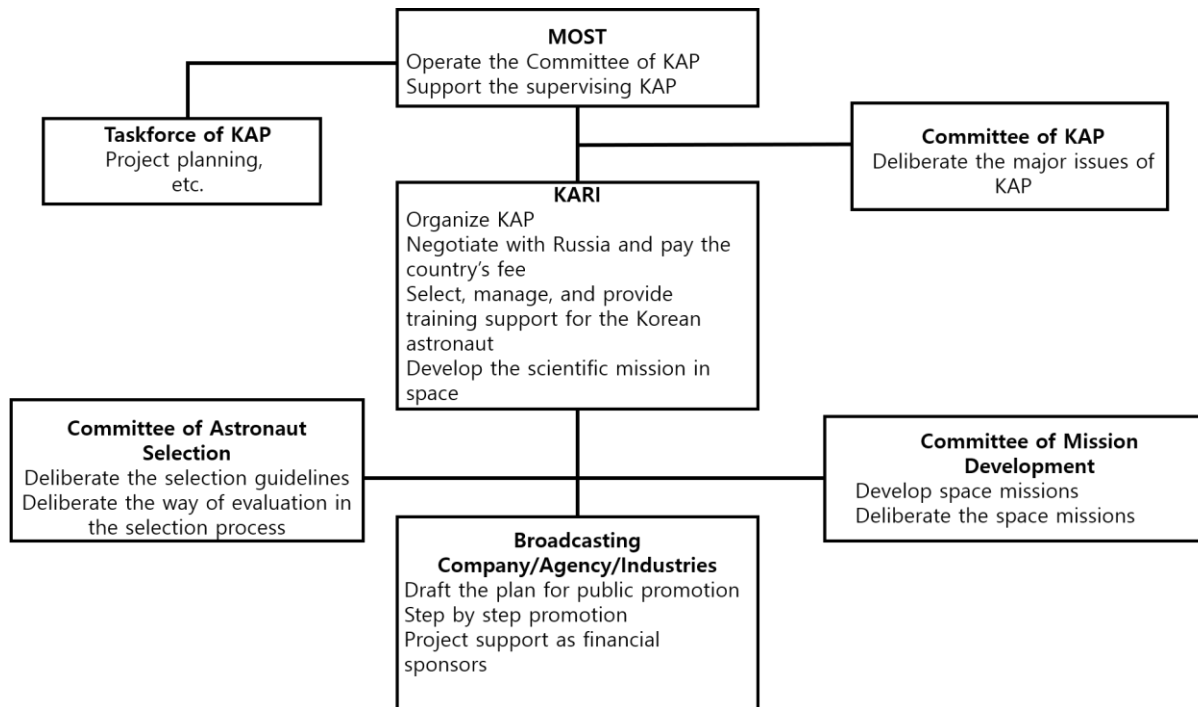 MOST
Operate the Committee of KAP
Support the supervising KAP
Taskforce of KAP
Project planning,
etc.
Committee of KAP
Deliberate the major issues of
KAP
KARI
Organize KAP
Negotiate with Russia and pay the
country's fee
Select, manage, and provide
training support for the Korean
astronaut
Develop the scientific mission in
space
Committee of Astronaut
Selection
Deliberate the selection guidelines
Deliberate the way of evaluation in
the selection process
Committee of Mission
Development
Develop space missions
Deliberate the space missions
Broadcasting
Company/Agency/Industries
Draft the plan for public promotion
Step by step promotion
Project support as financial
sponsors